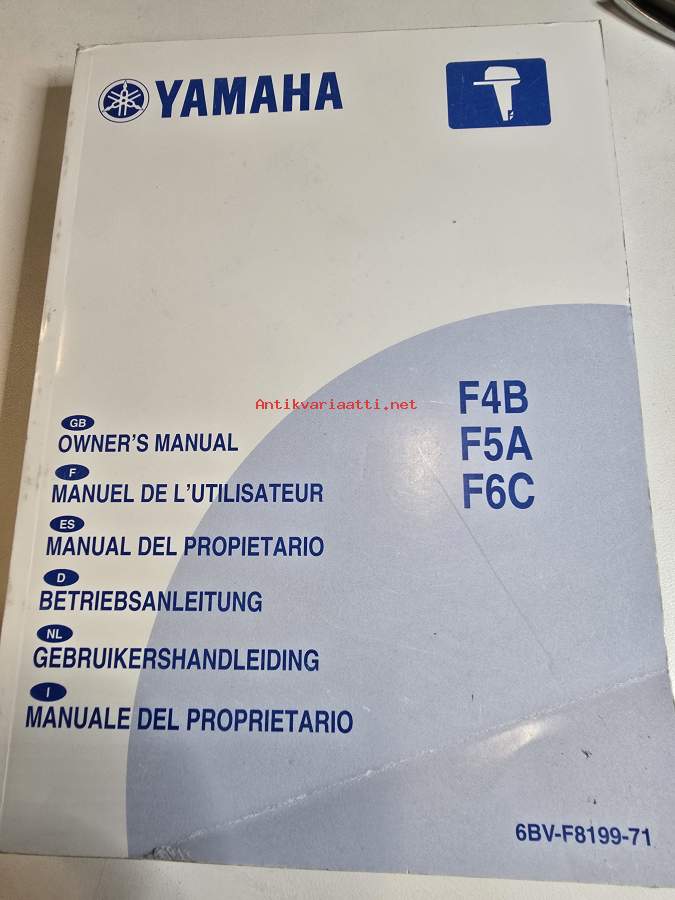 YAMAHA
F4B
F5A
F6C
Antikvariaatti.net
GB
OWNER'S MANUAL
F
MANUEL DE L'UTILISATEUR
ES
MANUAL DEL PROPIETARIO
D
BETRIEBSANLEITUNG
NL
GEBRUIKERSHANDLEIDING
I
MANUALE DEL PROPRIETARIO
6BV-F8199-71